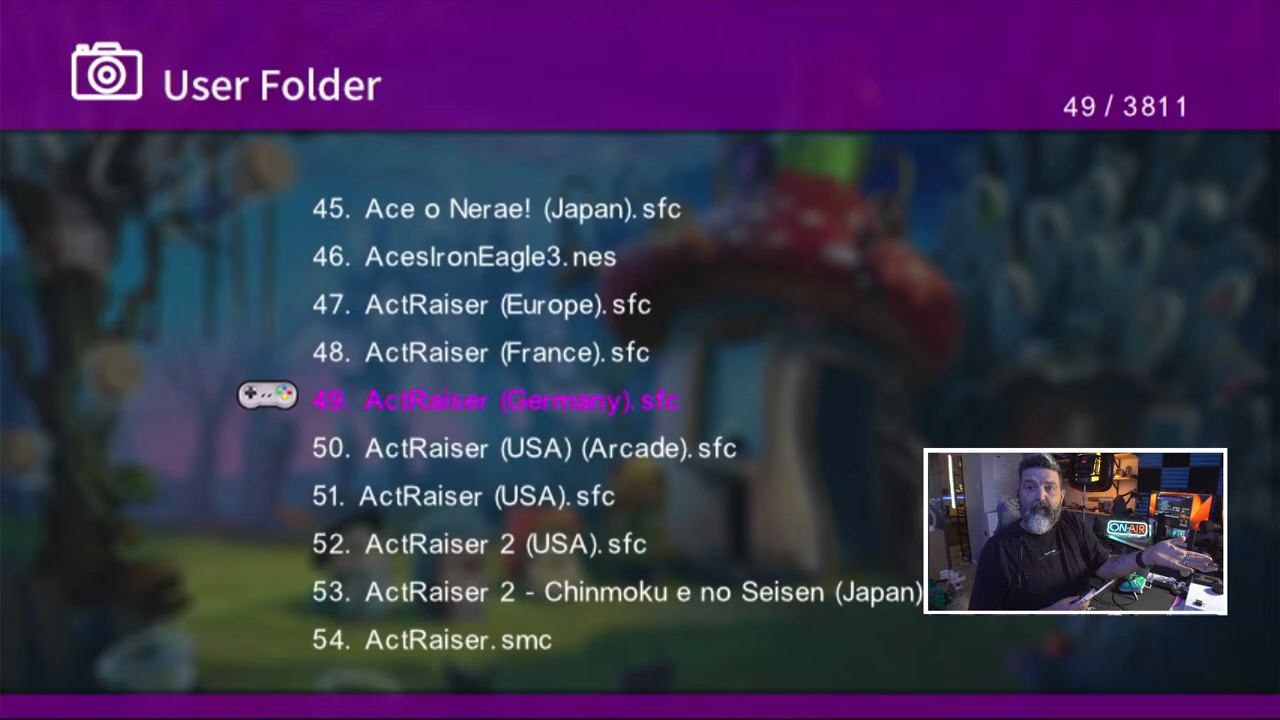 User Folder
49 / 3811
45. Ace o Nerae! (Japan).sfc
46. AcesIronEagle3.nes
47. ActRaiser (Europe).sfc
48. ActRaiser (France).sfc
49. ActRaiser (Germany).sfc
50. ActRaiser (USA) (Arcade).sfc
51. ActRaiser (USA).sfc
52. ActRaiser 2 (USA).sfc
53. ActRaiser 2 - Chinmoku e no Seisen (Japan)
54. ActRaiser.smc
ON-AIR